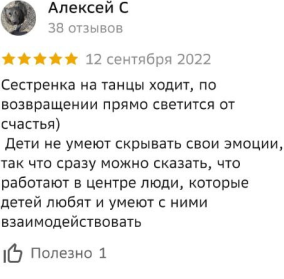 Алексей С
38 отзывов
12 сентября 2022
Сестренка на танцы ходит, по
возвращении прямо светится от
счастья)
Дети не умеют скрывать свои эмоции,
так что сразу можно сказать, что
работают в центре люди, которые
детей любят и умеют с ними
взаимодействовать
Полезно 1